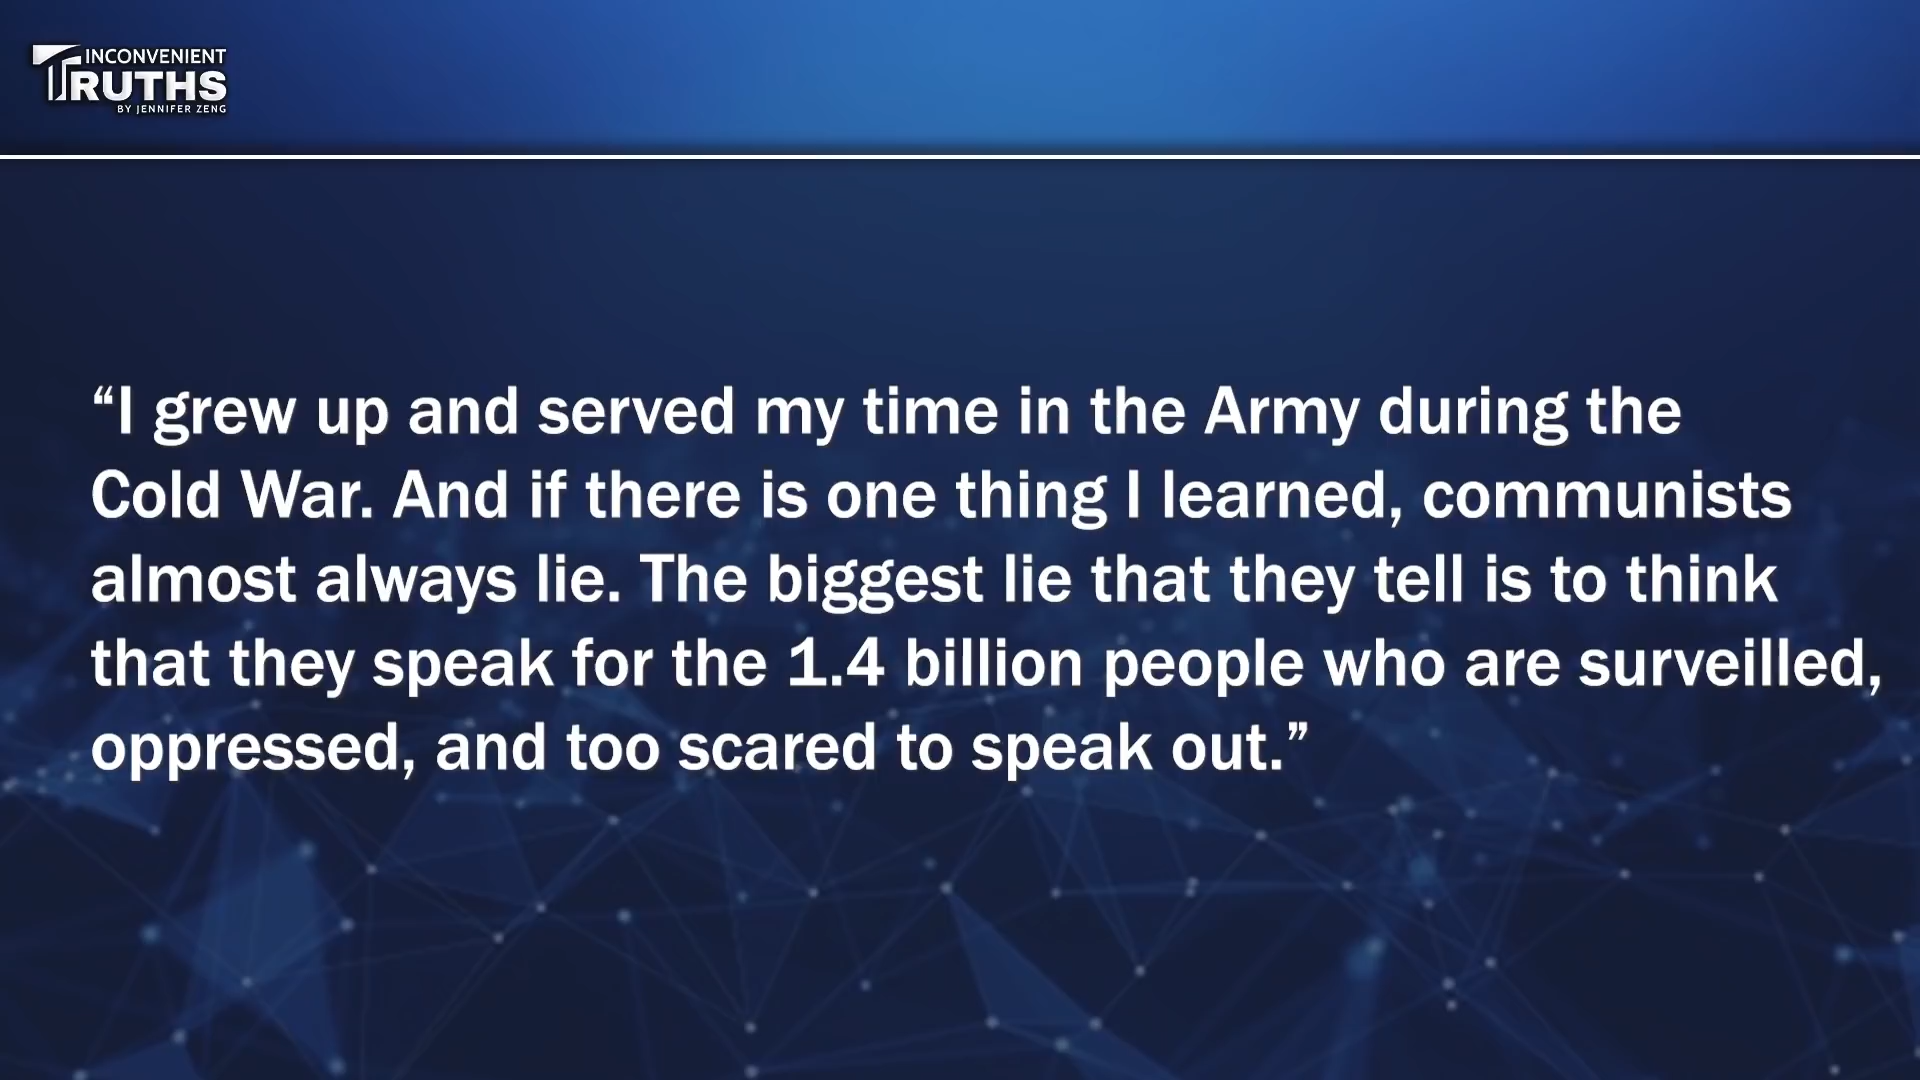 INCONVENIENT
TRUTHS
BY JENNIFER ZENG
“I grew up and served my time in the Army during the
Cold War. And if there is one thing I learned, communists
almost always lie. The biggest lie that they tell is to think
that they speak for the 1.4 billion people who are surveilled,
oppressed, and too scared to speak out.”